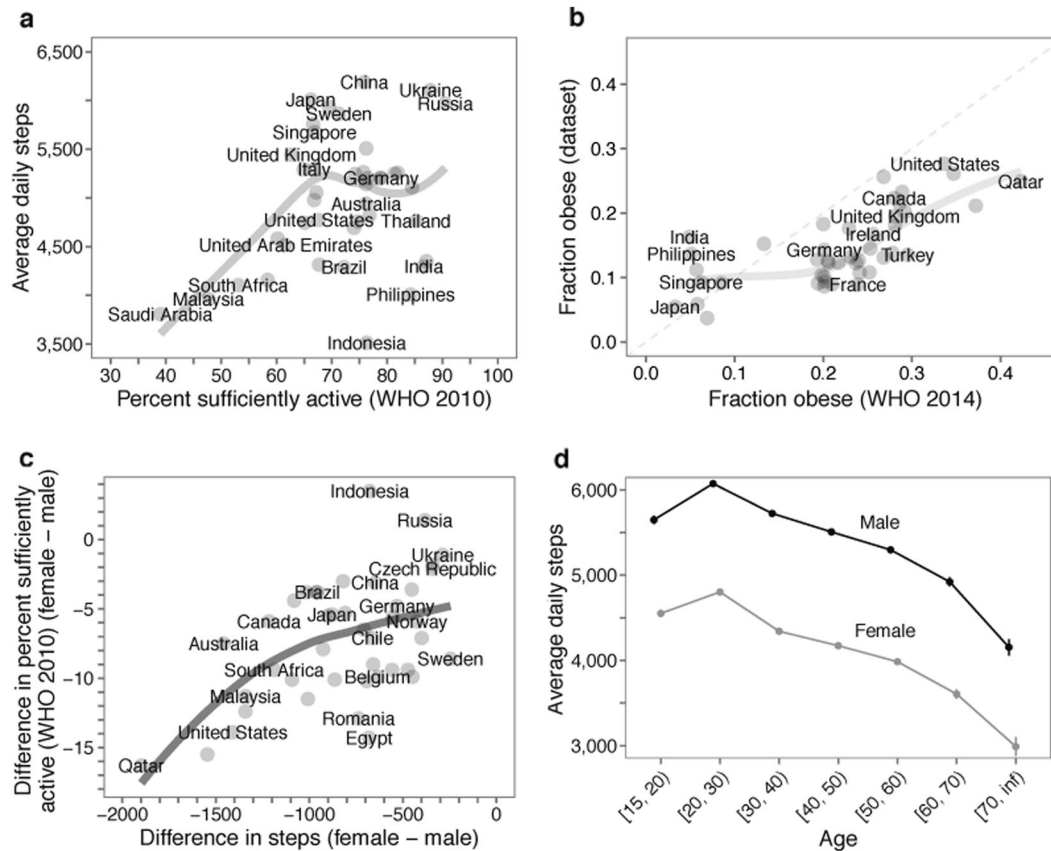 a
Average daily steps
6,500
5,500
4,500
3,500
China
Ukraine
Japan
Russia
Sweden
Singapore
United Kingdom
Italy
Germany
Australia
United States
Thailand
United Arab Emirates
Brazil
India
South Africa
Philippines
Malaysia
Saudi Arabia
Indonesia
30 40 50 60 70 80 90 100
Percent sufficiently active (WHO 2010)
b
Fraction obese (dataset)
0.4
0.3
0.2
0.1
0.0
United States
Qatar
Canada
United Kingdom
India
Ireland
Philippines
Germany
Turkey
Singapore
France
Japan
0.0 0.1 0.2 0.3 0.4
Fraction obese (WHO 2014)
c
Difference in percent sufficiently
active (WHO 2010) (female – male)
0
−5
−10
−15
Indonesia
Russia
Ukraine
Czech Republic
China
Brazil
Germany
Japan
Canada
Norway
Australia
Chile
Sweden
South Africa
Belgium
Malaysia
Romania
United States
Egypt
Qatar
−2000 −1500 −1000 −500 0
Difference in steps (female – male)
d
Average daily steps
6,000
5,000
4,000
3,000
Male
Female
[15, 20)
[20, 30)
[30, 40)
[40, 50)
[50, 60)
[60, 70)
[70, inf)
Age